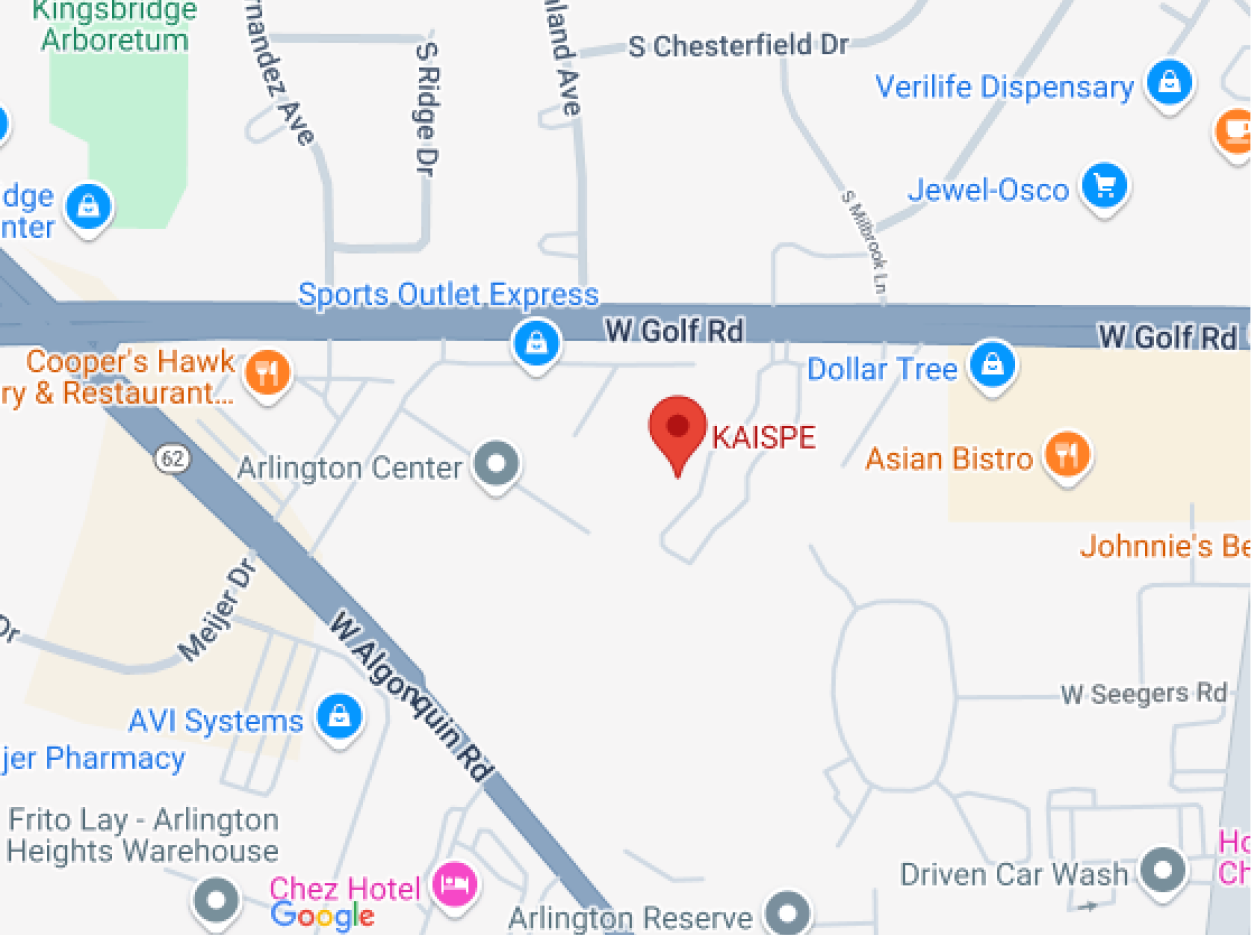 Kingsbridge
Arboretum
rnandez Ave
S Ridge Dr
land Ave
S Chesterfield Dr
Verilife Dispensary
Jewel-Osco
S Milbrook Ln
dge
nter
Sports Outlet Express
W Golf Rd
W Golf Rd
Cooper's Hawk
ry & Restaurant...
Dollar Tree
KAISPE
62
Arlington Center
Asian Bistro
Johnnie's Be
Meijer Dr
Dr
W Algonquin Rd
W Seegers Rd
AVI Systems
jer Pharmacy
Frito Lay - Arlington
Heights Warehouse
Ho
Ch
Driven Car Wash
Chez Hotel
Google
Arlington Reserve